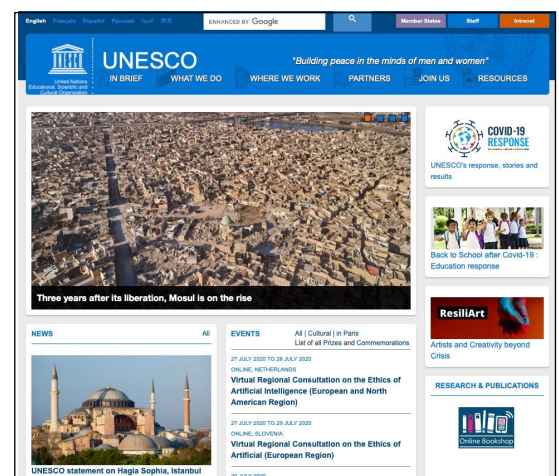 English Français Español Русский العربية 中文
ENHANCED BY Google
Member States
Staff
Intranet
United Nations
Educational, Scientific and
Cultural Organization
UNESCO
"Building peace in the minds of men and women"
IN BRIEF WHAT WE DO WHERE WE WORK PARTNERS JOIN US RESOURCES
Three years after its liberation, Mosul is on the rise
COVID-19
RESPONSE
UNESCO's response, stories and
results
Back to School after Covid-19 :
Education response
ResiliArt
Artists and Creativity beyond
Crisis
NEWS All
UNESCO statement on Hagia Sophia, Istanbul
EVENTS All | Cultural | in Paris
List of all Prizes and Commemorations
27 JULY 2020 TO 28 JULY 2020
ONLINE, NETHERLANDS
Virtual Regional Consultation on the Ethics of
Artificial Intelligence (European and North
American Region)
27 JULY 2020 TO 29 JULY 2020
ONLINE, SLOVENIA
Virtual Regional Consultation on the Ethics of
Artificial (European Region)
RESEARCH & PUBLICATIONS
Online Bookshop